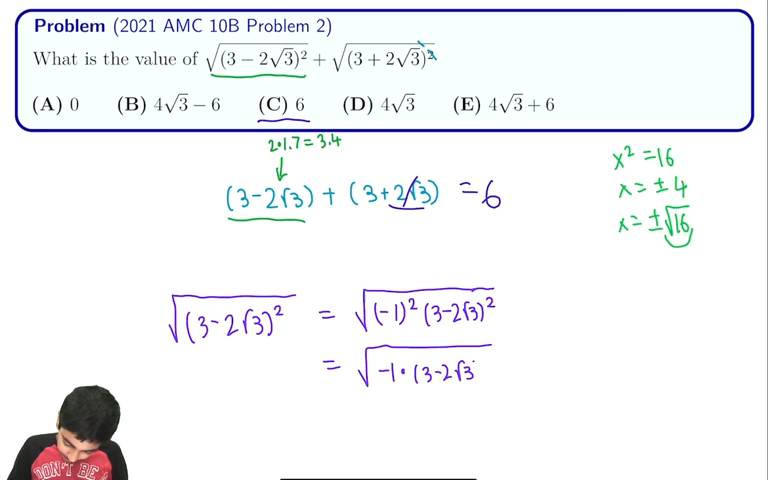 Problem (2021 AMC 10B Problem 2)
What is the value of √(3 − 2√3)² + √(3 + 2√3)²
(A) 0 (B) 4√3 − 6 (C) 6 (D) 4√3 (E) 4√3 + 6
2·1.7 = 3.4
(3-2√3) + (3+2√3) = 6
x² = 16
x = ±4
x = ±√16
√(3-2√3)² = √(-1)² (3-2√3)²
= √-1·(3-2√3
DON'T BE